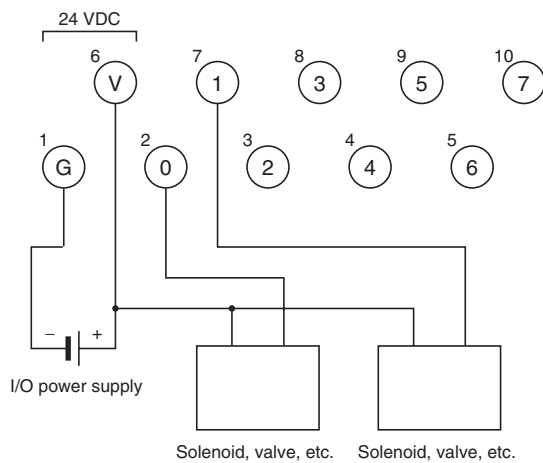 24 VDC
6 7 8 9 10
V 1 3 5 7
1 2 3 4 5
G 0 2 4 6
− +
I/O power supply
Solenoid, valve, etc. Solenoid, valve, etc.